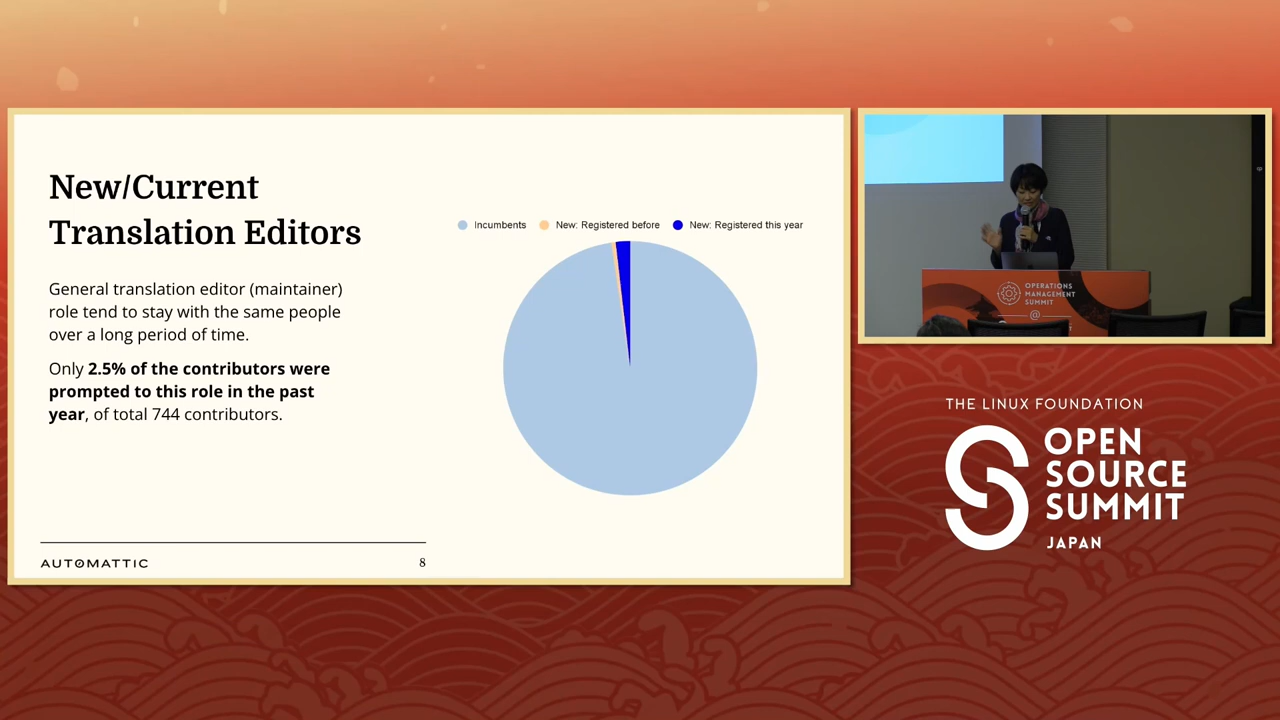 New/Current
Translation Editors
General translation editor (maintainer)
role tend to stay with the same people
over a long period of time.
Only 2.5% of the contributors were
prompted to this role in the past
year, of total 744 contributors.
AUTOMATTIC
8
Incumbents
New: Registered before
New: Registered this year
OPERATIONS
MANAGEMENT
SUMMIT
@
THE LINUX FOUNDATION
OPEN
SOURCE
SUMMIT
JAPAN